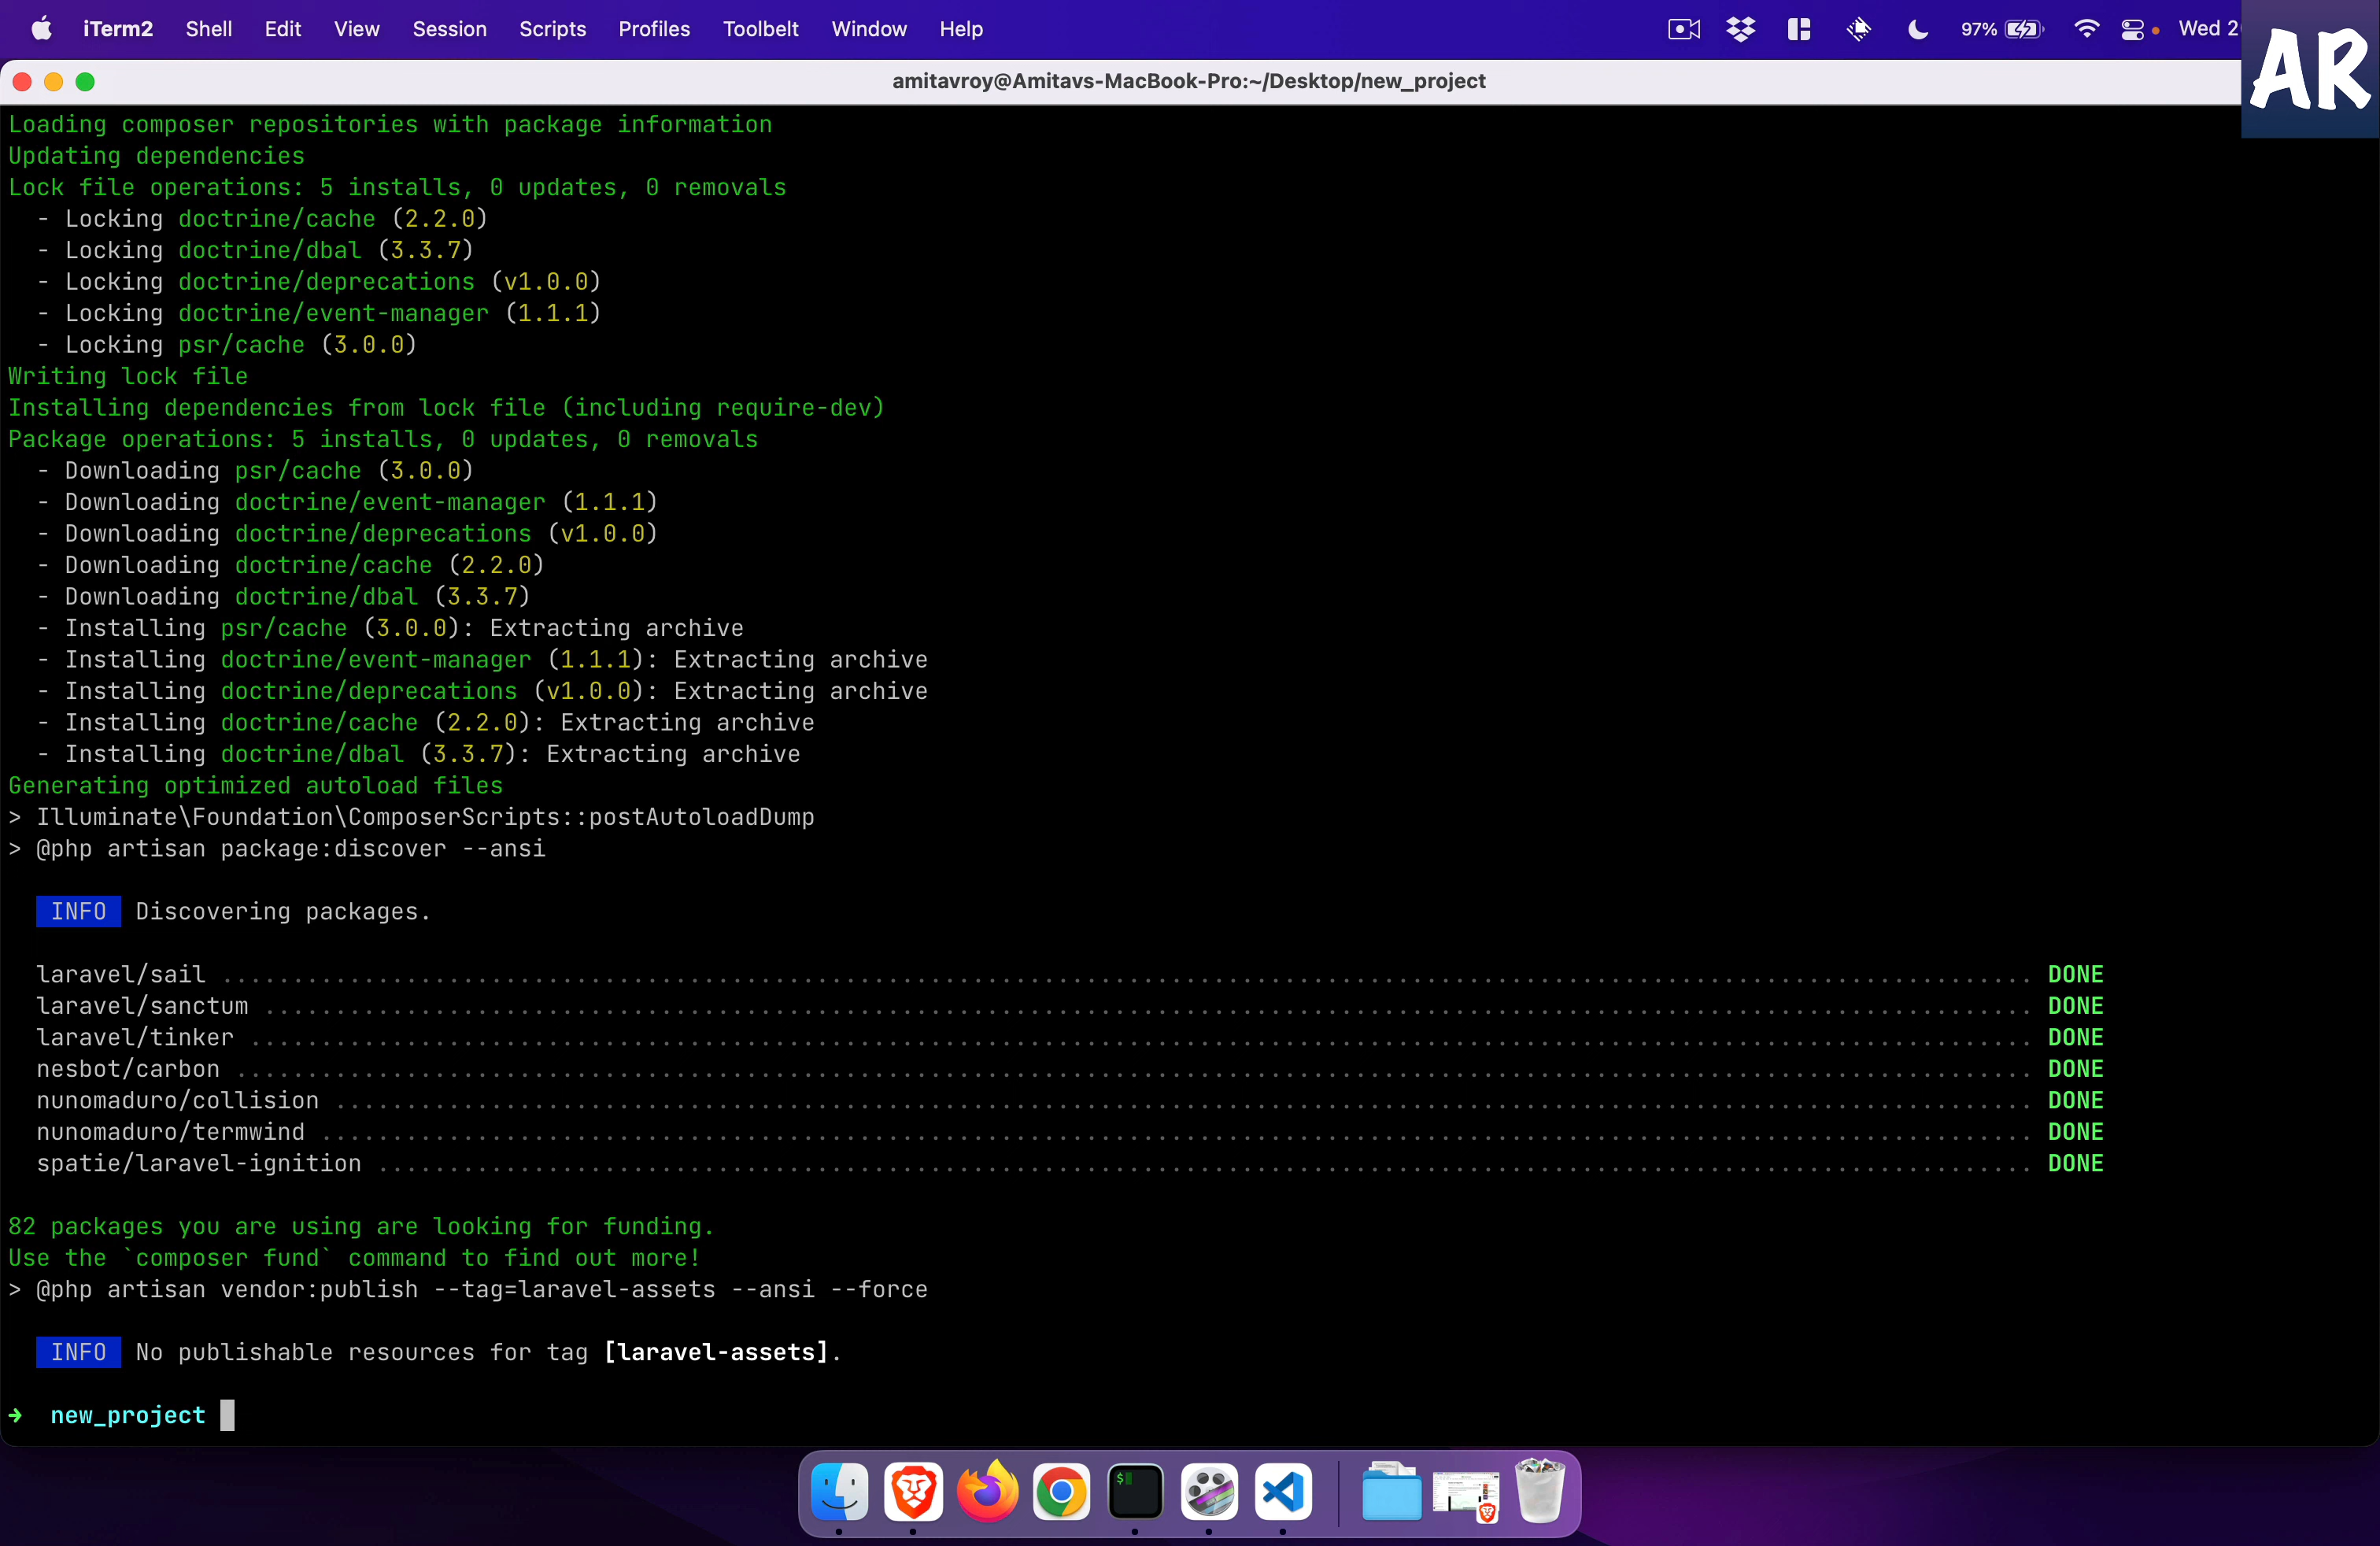 iTerm2 Shell Edit View Session Scripts Profiles Toolbelt Window Help 97% Wed 2
AR
amitavroy@Amitavs-MacBook-Pro:~/Desktop/new_project
Loading composer repositories with package information
Updating dependencies
Lock file operations: 5 installs, 0 updates, 0 removals
  - Locking doctrine/cache (2.2.0)
  - Locking doctrine/dbal (3.3.7)
  - Locking doctrine/deprecations (v1.0.0)
  - Locking doctrine/event-manager (1.1.1)
  - Locking psr/cache (3.0.0)
Writing lock file
Installing dependencies from lock file (including require-dev)
Package operations: 5 installs, 0 updates, 0 removals
  - Downloading psr/cache (3.0.0)
  - Downloading doctrine/event-manager (1.1.1)
  - Downloading doctrine/deprecations (v1.0.0)
  - Downloading doctrine/cache (2.2.0)
  - Downloading doctrine/dbal (3.3.7)
  - Installing psr/cache (3.0.0): Extracting archive
  - Installing doctrine/event-manager (1.1.1): Extracting archive
  - Installing doctrine/deprecations (v1.0.0): Extracting archive
  - Installing doctrine/cache (2.2.0): Extracting archive
  - Installing doctrine/dbal (3.3.7): Extracting archive
Generating optimized autoload files
> Illuminate\Foundation\ComposerScripts::postAutoloadDump
> @php artisan package:discover --ansi
INFO Discovering packages.
laravel/sail ........ DONE
laravel/sanctum ........ DONE
laravel/tinker ........ DONE
nesbot/carbon ........ DONE
nunomaduro/collision ........ DONE
nunomaduro/termwind ........ DONE
spatie/laravel-ignition ........ DONE
82 packages you are using are looking for funding.
Use the `composer fund` command to find out more!
> @php artisan vendor:publish --tag=laravel-assets --ansi --force
INFO No publishable resources for tag [laravel-assets].
→ new_project